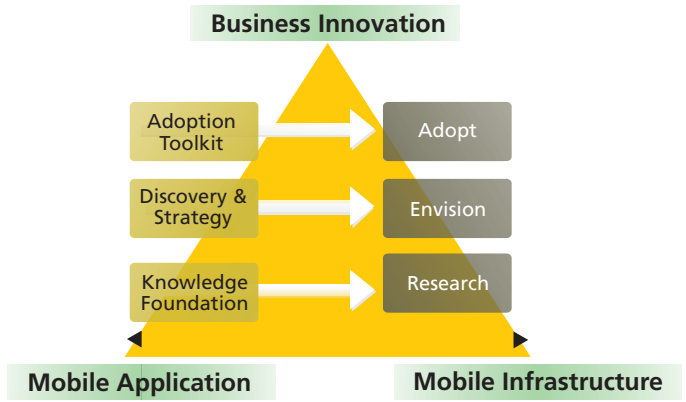 Business Innovation
Adoption
Toolkit
Adopt
Discovery &
Strategy
Envision
Knowledge
Foundation
Research
Mobile Application
Mobile Infrastructure